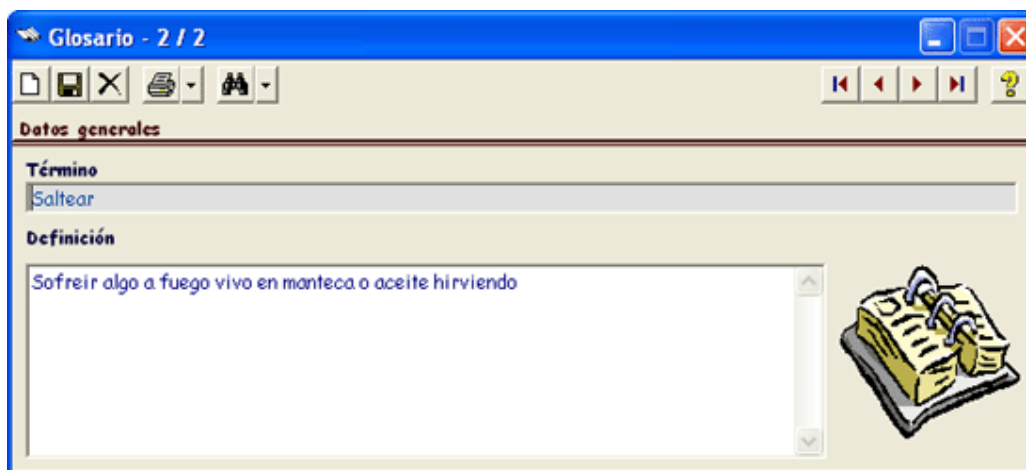 Glosario - 2 / 2
Datos generales
Término
Saltear
Definición
Sofreir algo a fuego vivo en manteca o aceite hirviendo